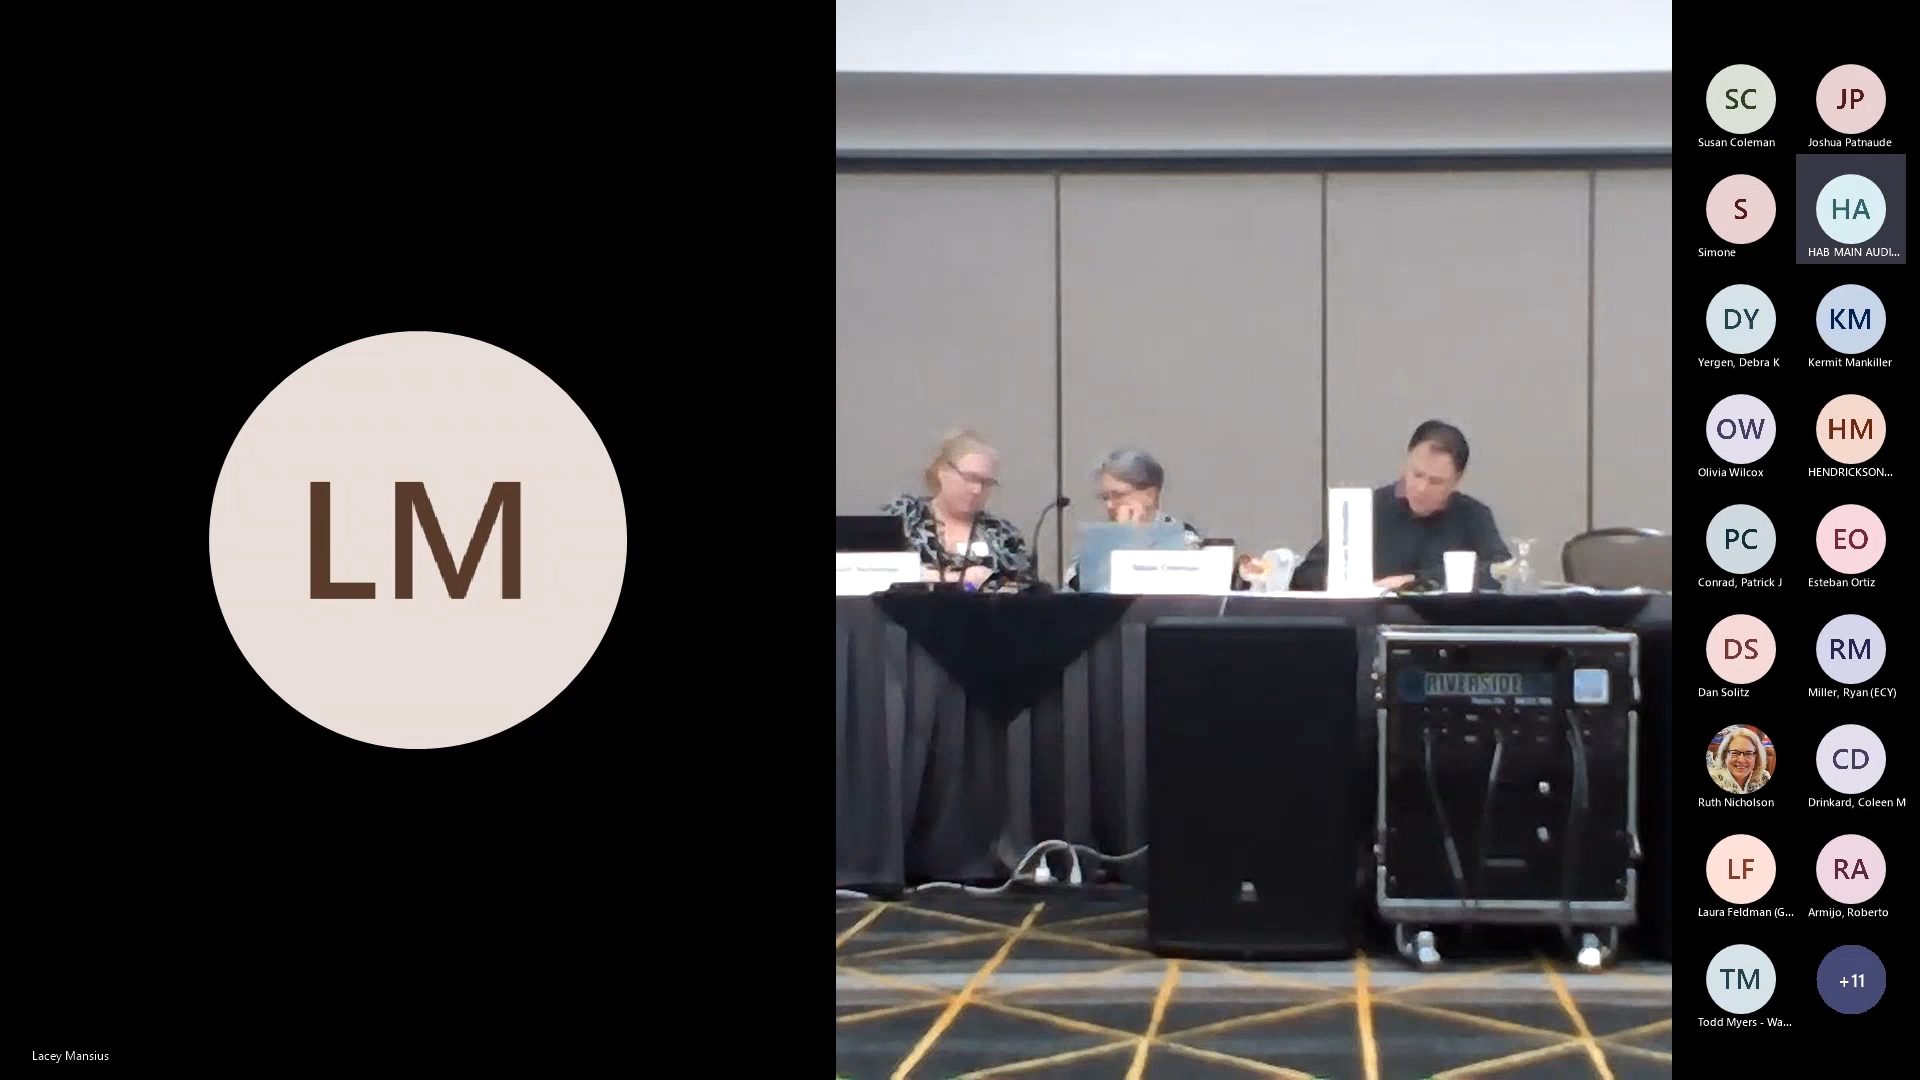 LM
Lacey Mansius
RIVERSIDE
SC
Susan Coleman
JP
Joshua Patnaude
S
Simone
HA
HAB MAIN AUDI...
DY
Yergen, Debra K
KM
Kermit Mankiller
OW
Olivia Wilcox
HM
HENDRICKSON...
PC
Conrad, Patrick J
EO
Esteban Ortiz
DS
Dan Solitz
RM
Miller, Ryan (ECY)
Ruth Nicholson
CD
Drinkard, Coleen M
LF
Laura Feldman (G...
RA
Armijo, Roberto
TM
Todd Myers - Wa...
+11